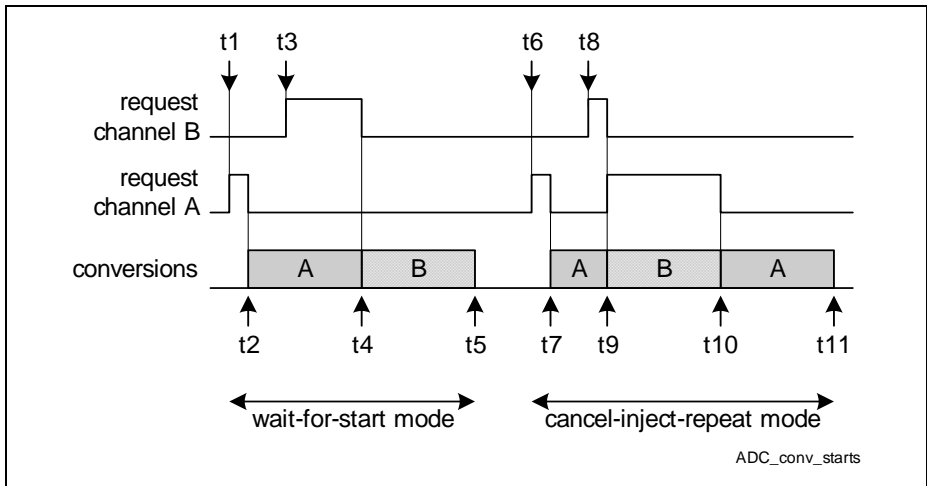 t1 t3 t6 t8
request
channel B
request
channel A
conversions A B A B A
t2 t4 t5 t7 t9 t10 t11
wait-for-start mode cancel-inject-repeat mode
ADC_conv_starts